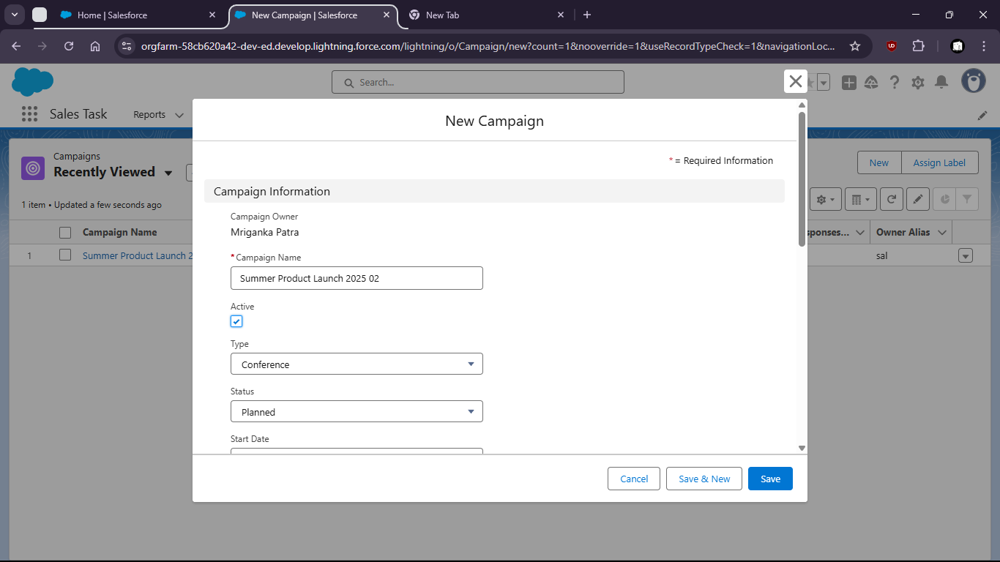 Home | Salesforce
New Campaign | Salesforce
New Tab
orgfarm-58cb620a42-dev-ed.develop.lightning.force.com/lightning/o/Campaign/new?count=1&nooverride=1&useRecordTypeCheck=1&navigationLoc...
Search...
Sales Task
Reports
New Campaign
* = Required Information
Campaigns
Recently Viewed
New
Assign Label
1 item • Updated a few seconds ago
Campaign Information
Campaign Owner
Mriganka Patra
Campaign Name
sponses...
Owner Alias
1
Summer Product Launch 2
sal
*Campaign Name
Summer Product Launch 2025 02
Active
Type
Conference
Status
Planned
Start Date
Cancel
Save & New
Save